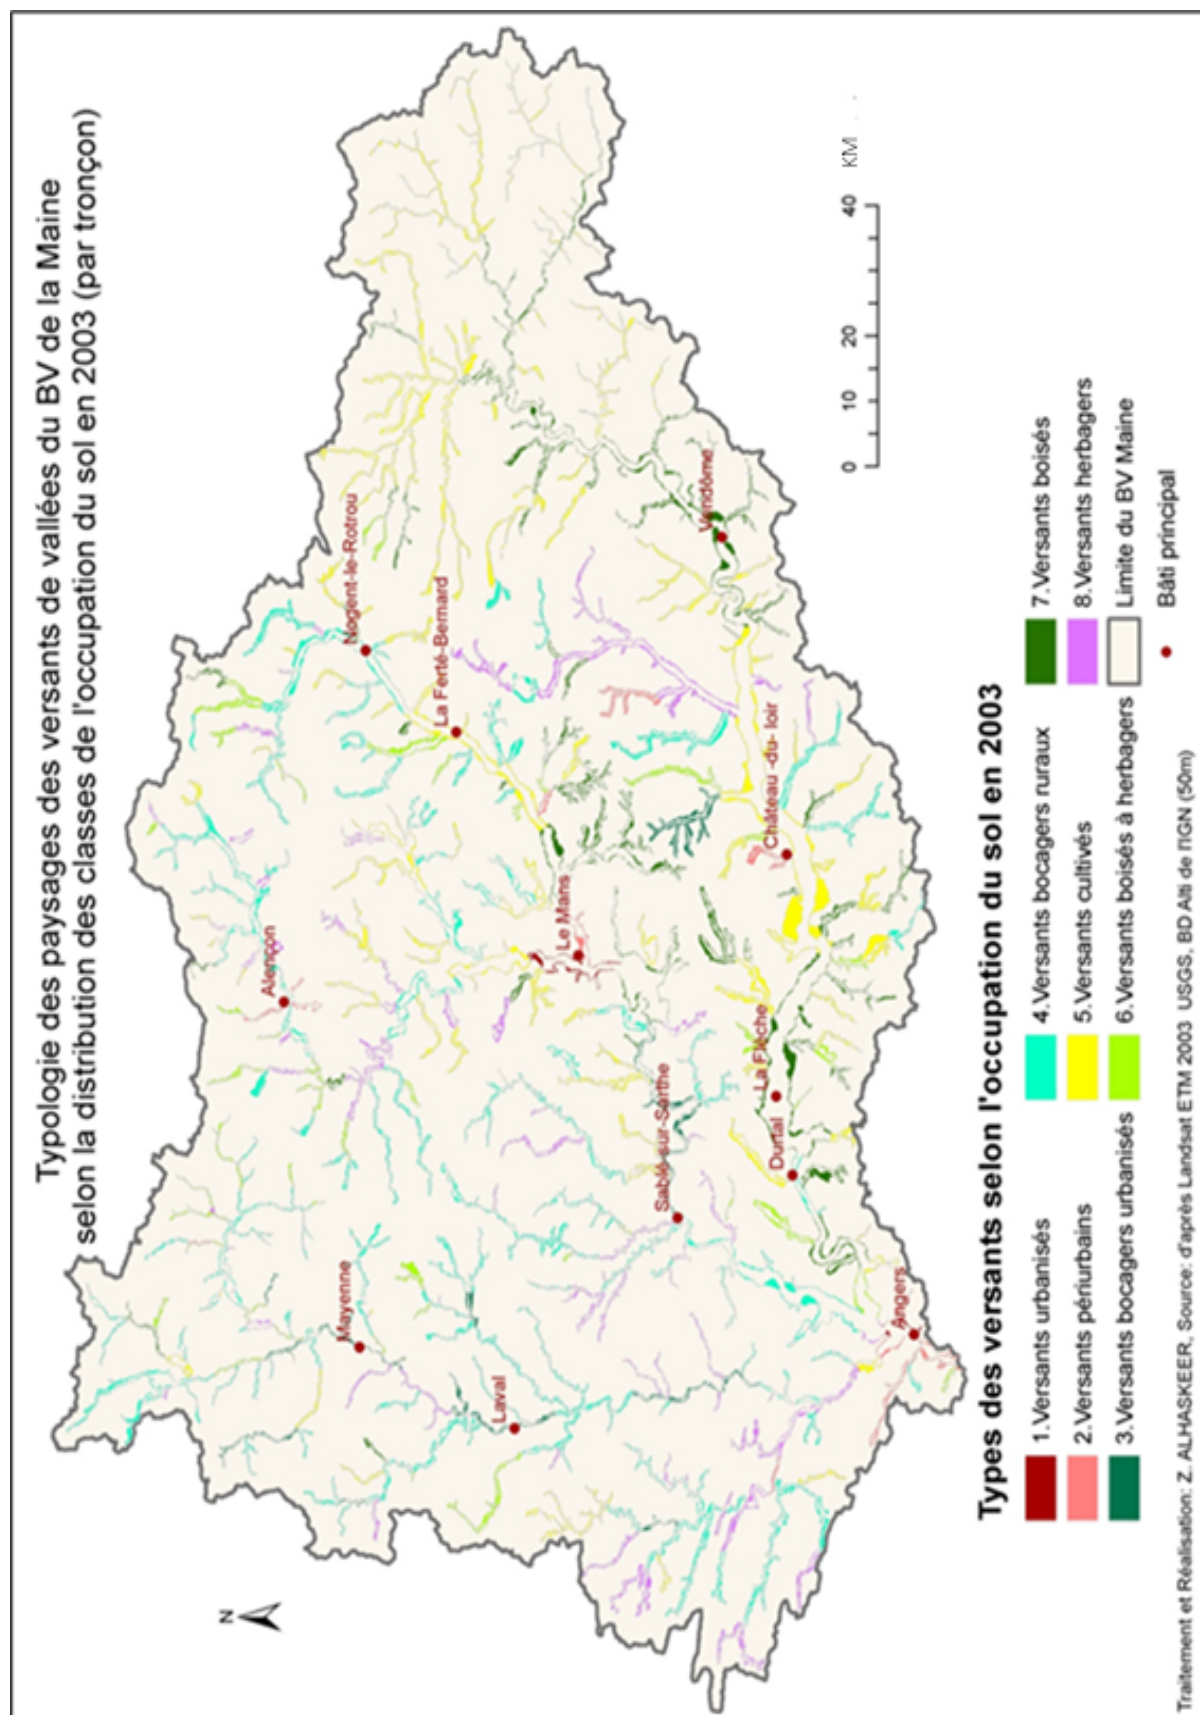 Typologie des paysages des versants de vallées du BV de la Maine
selon la distribution des classes de l'occupation du sol en 2003 (par tronçon)
N
Alençon
Nogent-le-Rotrou
Mayenne
La Ferté-Bernard
Laval
Le Mans
Sablé-sur-Sarthe
Vendôme
La Flèche
Château -du- loir
Durtal
Angers
0 10 20 40 KM
Types des versants selon l'occupation du sol en 2003
1.Versants urbanisés
2.Versants périurbains
3.Versants bocagers urbanisés
4.Versants bocagers ruraux
5.Versants cultivés
6.Versants boisés à herbagers
7.Versants boisés
8.Versants herbagers
Limite du BV Maine
Bâti principal
Traitement et Réalisation: Z. ALHASKER, Source: d'après Landsat ETM 2003 USGS, BD Alti de l'IGN (50m)